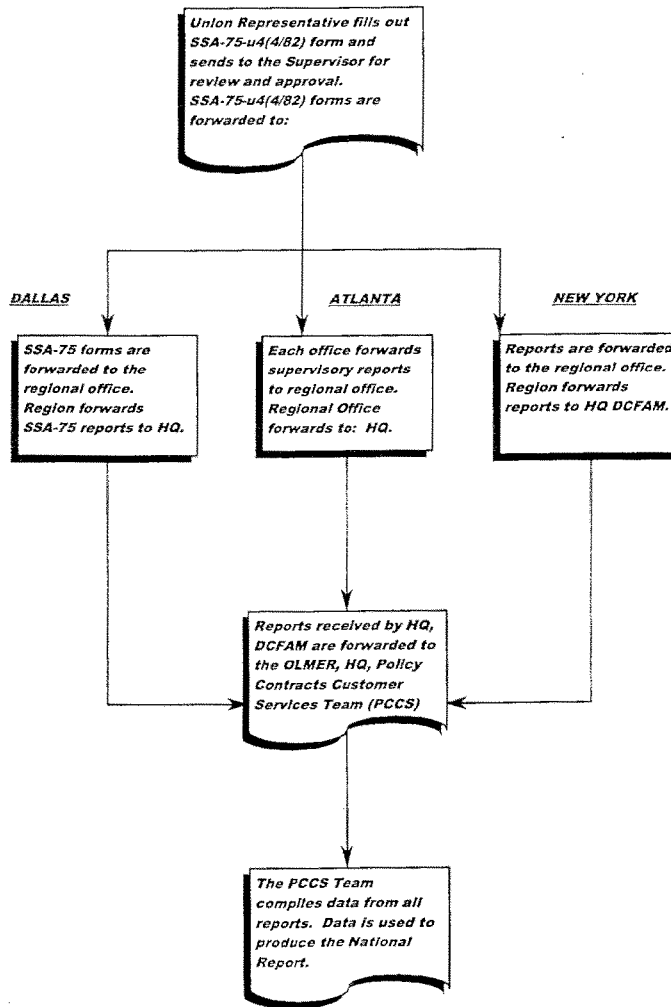 Union Representative fills out
SSA-75-u4(4/82) form and
sends to the Supervisor for
review and approval.
SSA-75-u4(4/82) forms are
forwarded to:
DALLAS
ATLANTA
NEW YORK
SSA-75 forms are
forwarded to the
regional office.
Region forwards
SSA-75 reports to HQ.
Each office forwards
supervisory reports
to regional office.
Regional Office
forwards to: HQ.
Reports are forwarded
to the regional office.
Region forwards
reports to HQ DCFAM.
Reports received by HQ,
DCFAM are forwarded to
the OLMER, HQ, Policy
Contracts Customer
Services Team (PCCS)
The PCCS Team
compiles data from all
reports. Data is used to
produce the National
Report.